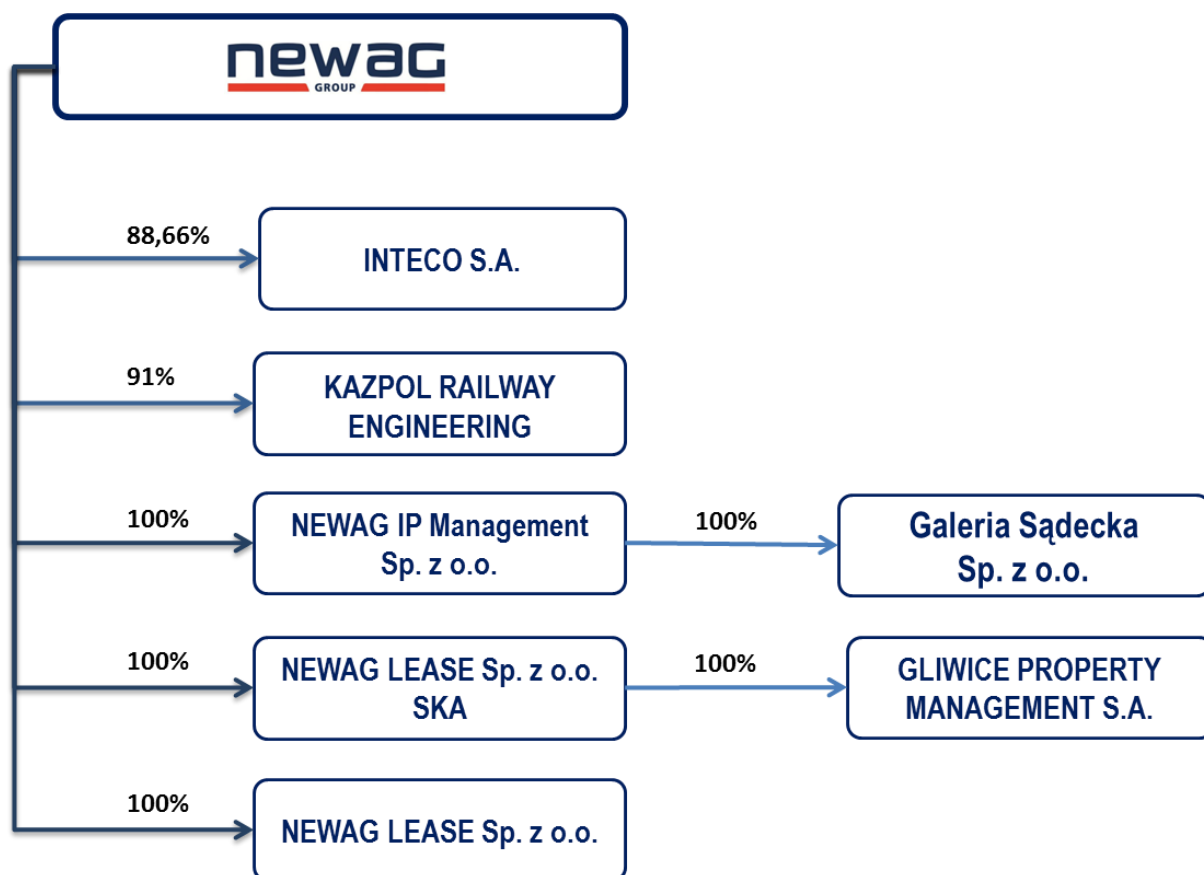 newag
GROUP
88,66%
INTECO S.A.
91%
KAZPOL RAILWAY
ENGINEERING
100%
NEWAG IP Management
Sp. z o.o.
100%
Galeria Sądecka
Sp. z o.o.
100%
NEWAG LEASE Sp. z o.o.
SKA
100%
GLIWICE PROPERTY
MANAGEMENT S.A.
100%
NEWAG LEASE Sp. z o.o.